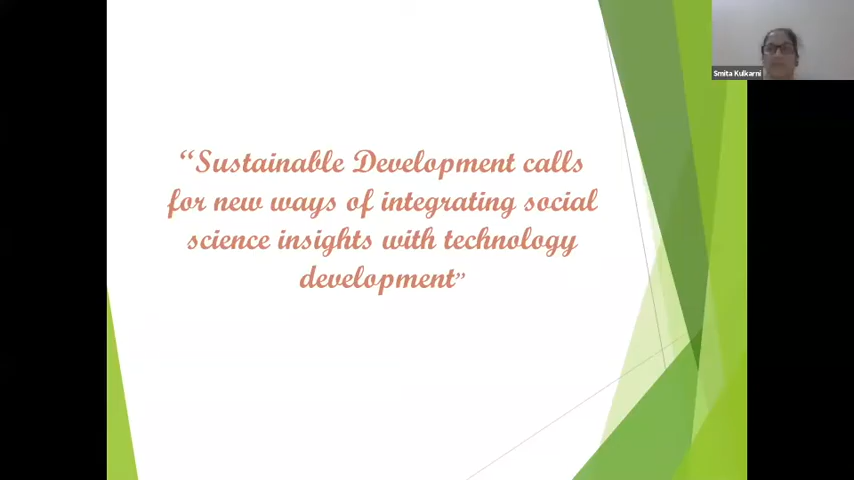 Smita Kulkarni
“Sustainable Development calls
for new ways of integrating social
science insights with technology
development”